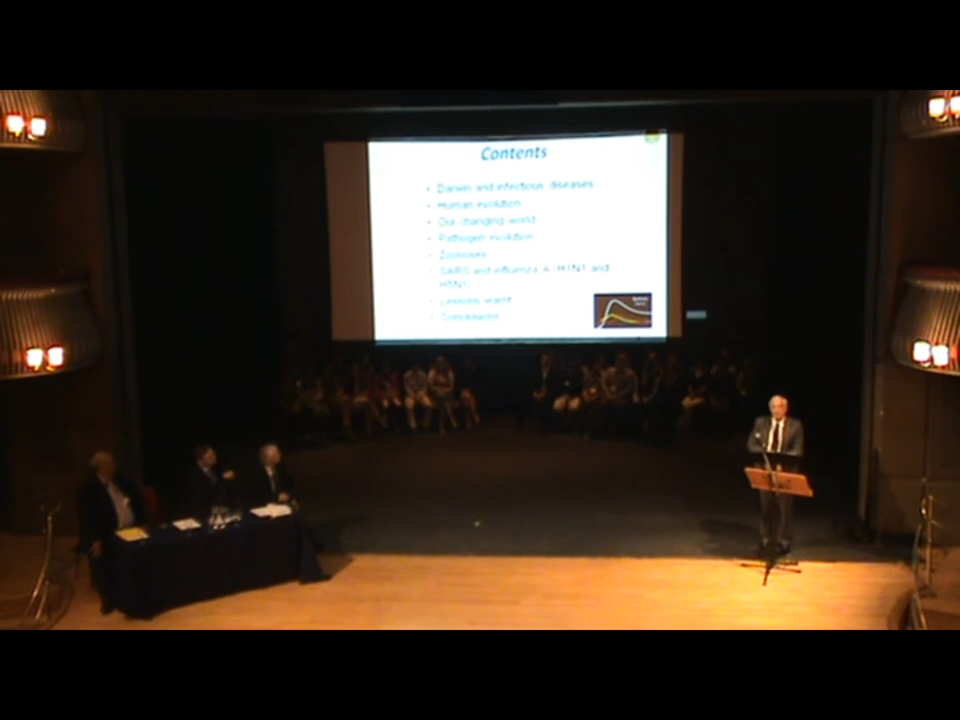 Contents
• Darwin and infectious diseases
• Human evolution
• Our changing world
• Pathogen evolution
• Zoonoses
• SARS and influenza A (H1N1 and
H5N1)
• Lessons learnt
• Conclusions